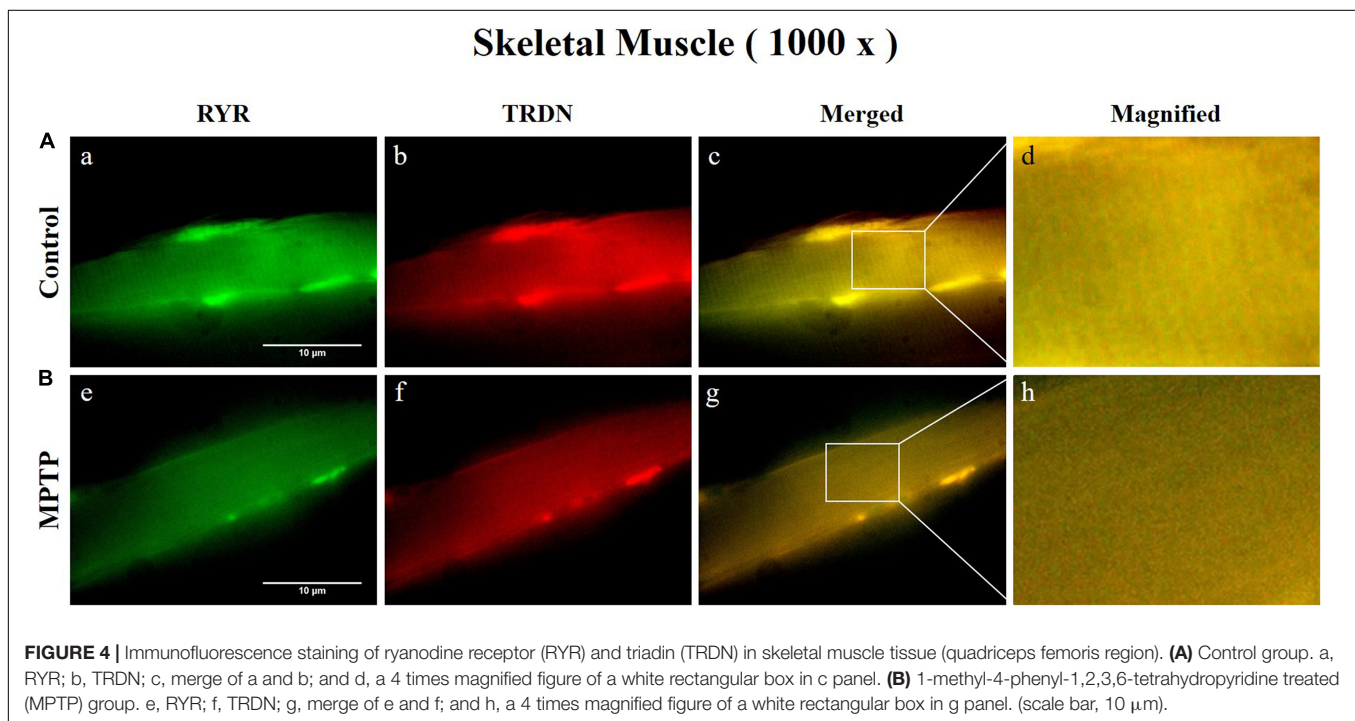 Skeletal Muscle ( 1000 x )
RYR TRDN Merged Magnified
A
Control
a b c d
10 µm
B
MPTP
e f g h
10 µm
FIGURE 4 | Immunofluorescence staining of ryanodine receptor (RYR) and triadin (TRDN) in skeletal muscle tissue (quadriceps femoris region). (A) Control group. a,
RYR; b, TRDN; c, merge of a and b; and d, a 4 times magnified figure of a white rectangular box in c panel. (B) 1-methyl-4-phenyl-1,2,3,6-tetrahydropyridine treated
(MPTP) group. e, RYR; f, TRDN; g, merge of e and f; and h, a 4 times magnified figure of a white rectangular box in g panel. (scale bar, 10 µm).